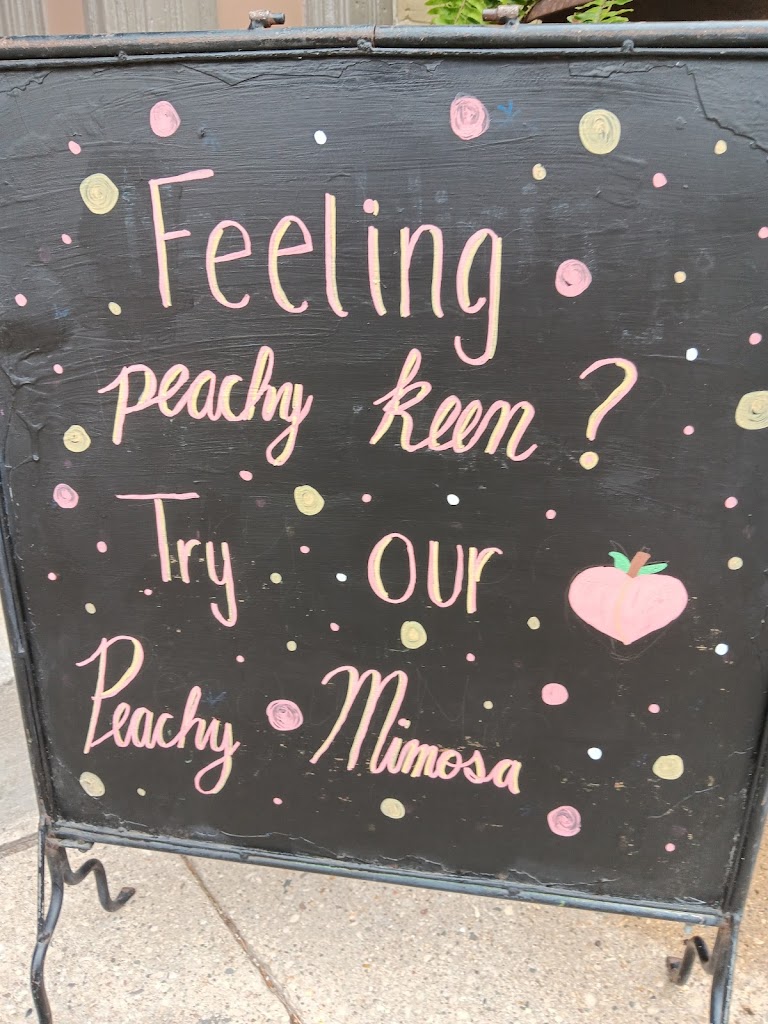 Feeling
peachy keen?
Try our
Peachy Mimosa